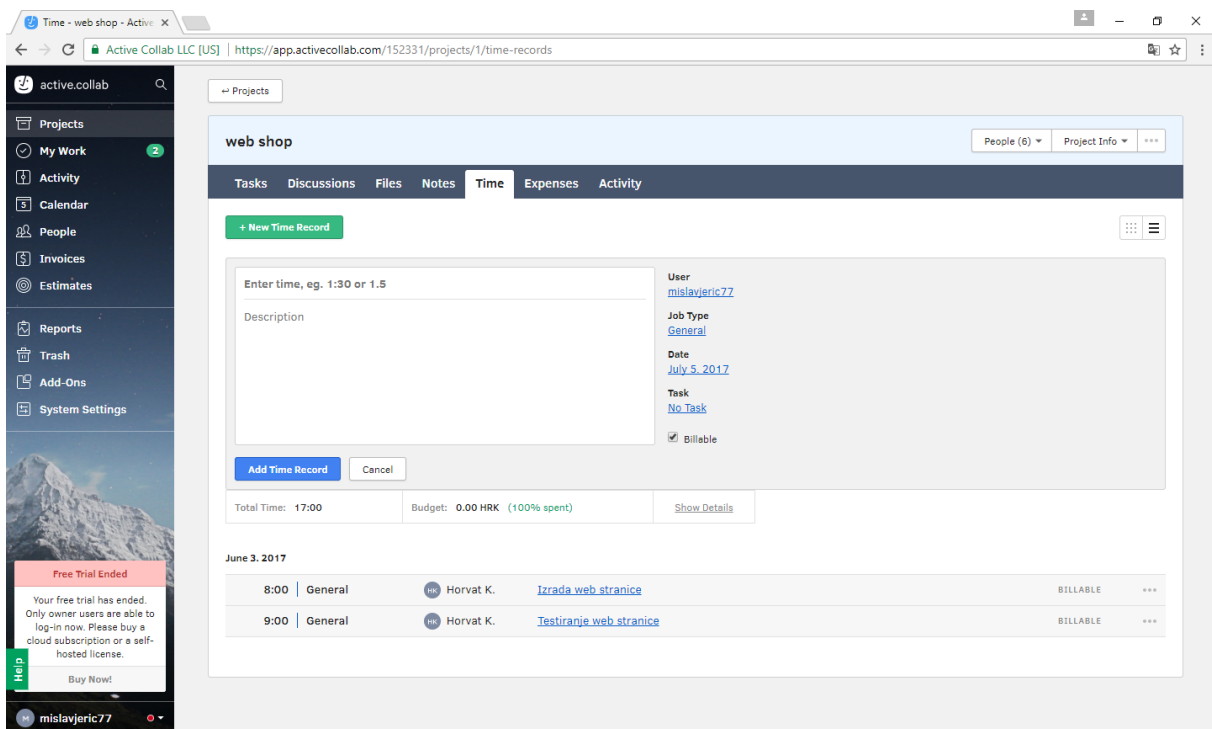 Time - web shop - Active
Active Collab LLC [US] | https://app.activecollab.com/152331/projects/1/time-records
active.collab
Projects
My Work 2
Activity
5 Calendar
People
Invoices
Estimates
Reports
Trash
Add-Ons
System Settings
Free Trial Ended
Your free trial has ended.
Only owner users are able to
log-in now. Please buy a
cloud subscription or a self-
hosted license.
Buy Now!
Help
M mislavjeric77
Projects
web shop
People (6) Project Info
Tasks Discussions Files Notes Time Expenses Activity
+ New Time Record
Enter time, eg. 1:30 or 1.5
Description
User
mislavjeric77
Job Type
General
Date
July 5. 2017
Task
No Task
Billable
Add Time Record Cancel
Total Time: 17:00 Budget: 0.00 HRK (100% spent) Show Details
June 3. 2017
8:00 General HK Horvat K. Izrada web stranice BILLABLE
9:00 General HK Horvat K. Testiranje web stranice BILLABLE